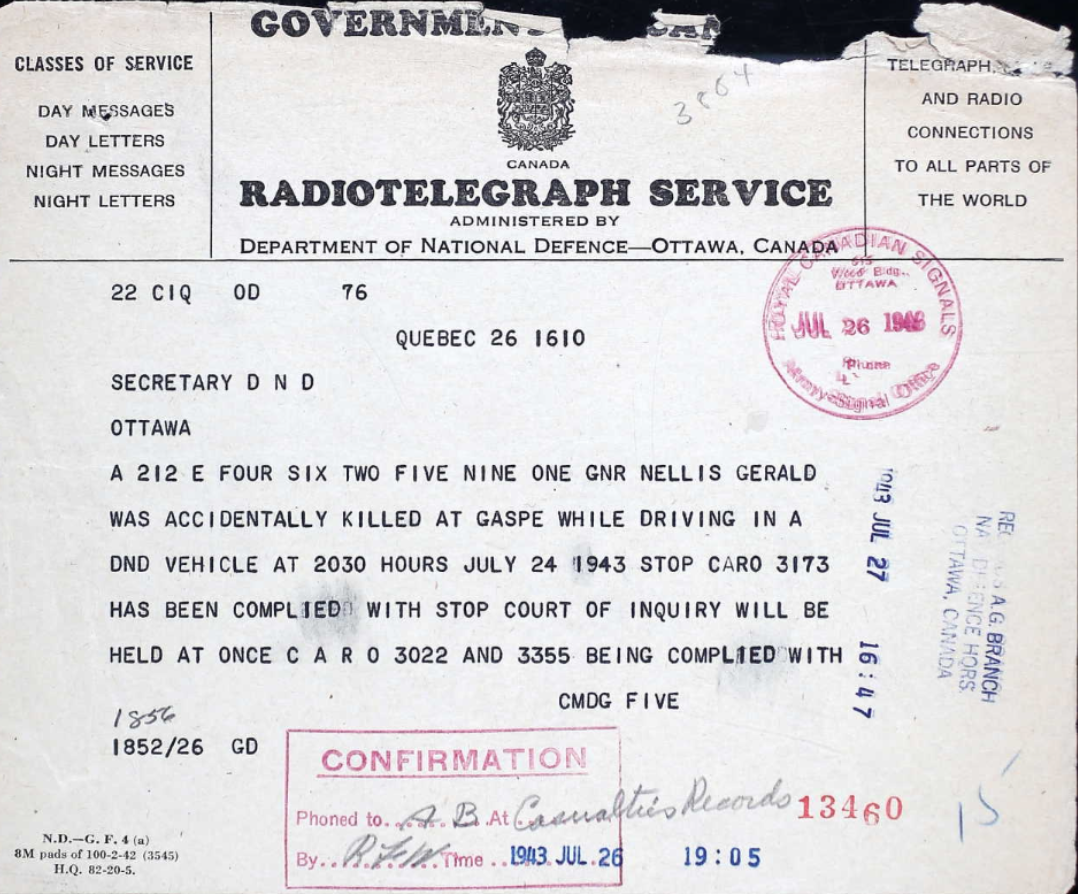 GOVERNMEN
CLASSES OF SERVICE
DAY MESSAGES
DAY LETTERS
NIGHT MESSAGES
NIGHT LETTERS
CANADA
RADIOTELEGRAPH SERVICE
ADMINISTERED BY
DEPARTMENT OF NATIONAL DEFENCE—OTTAWA, CANADA
TELEGRAPH,
AND RADIO
CONNECTIONS
TO ALL PARTS OF
THE WORLD
ROYAL CANADIAN SIGNALS
Bldg.,
OTTAWA
JUL 26 1943
Phone
Signal Office
22 CIQ OD 76
QUEBEC 26 1610
SECRETARY D N D
OTTAWA
A 212 E FOUR SIX TWO FIVE NINE ONE GNR NELLIS GERALD
WAS ACCIDENTALLY KILLED AT GASPE WHILE DRIVING IN A
DND VEHICLE AT 2030 HOURS JULY 24 1943 STOP CARO 3173
HAS BEEN COMPLIED WITH STOP COURT OF INQUIRY WILL BE
HELD AT ONCE C A R O 3022 AND 3355 BEING COMPLIED WITH
CMDG FIVE
1856
1852/26 GD
1943 JUL 27 16:47
A.G. BRANCH
OTTAWA, CANADA
CONFIRMATION
Phoned to A B At Casualties Records 13460
By Time 1943 JUL 26 19:05
15
N.D.—G. F. 4 (a)
8M pads of 100-2-42 (3545)
H.Q. 82-20-5.